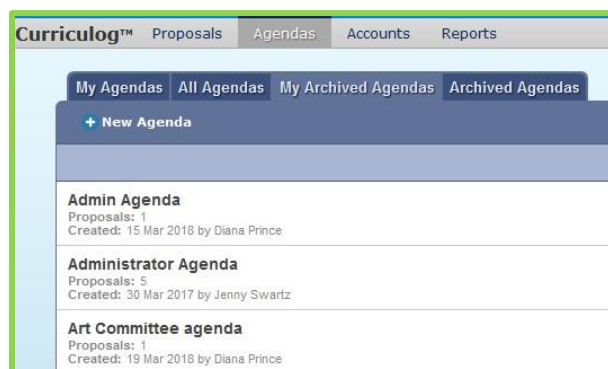 Curriculog™ Proposals Agendas Accounts Reports
My Agendas All Agendas My Archived Agendas Archived Agendas
+ New Agenda
Admin Agenda
Proposals: 1
Created: 15 Mar 2018 by Diana Prince
Administrator Agenda
Proposals: 5
Created: 30 Mar 2017 by Jenny Swartz
Art Committee agenda
Proposals: 1
Created: 19 Mar 2018 by Diana Prince